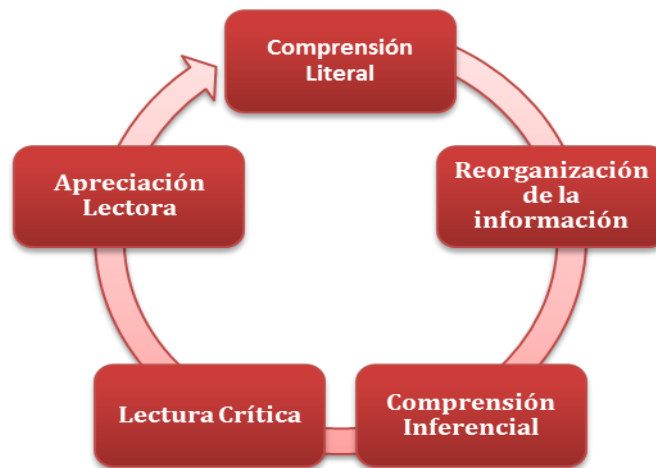 Comprensión
Literal
Reorganización
de la
información
Comprensión
Inferencial
Lectura Crítica
Apreciación
Lectora